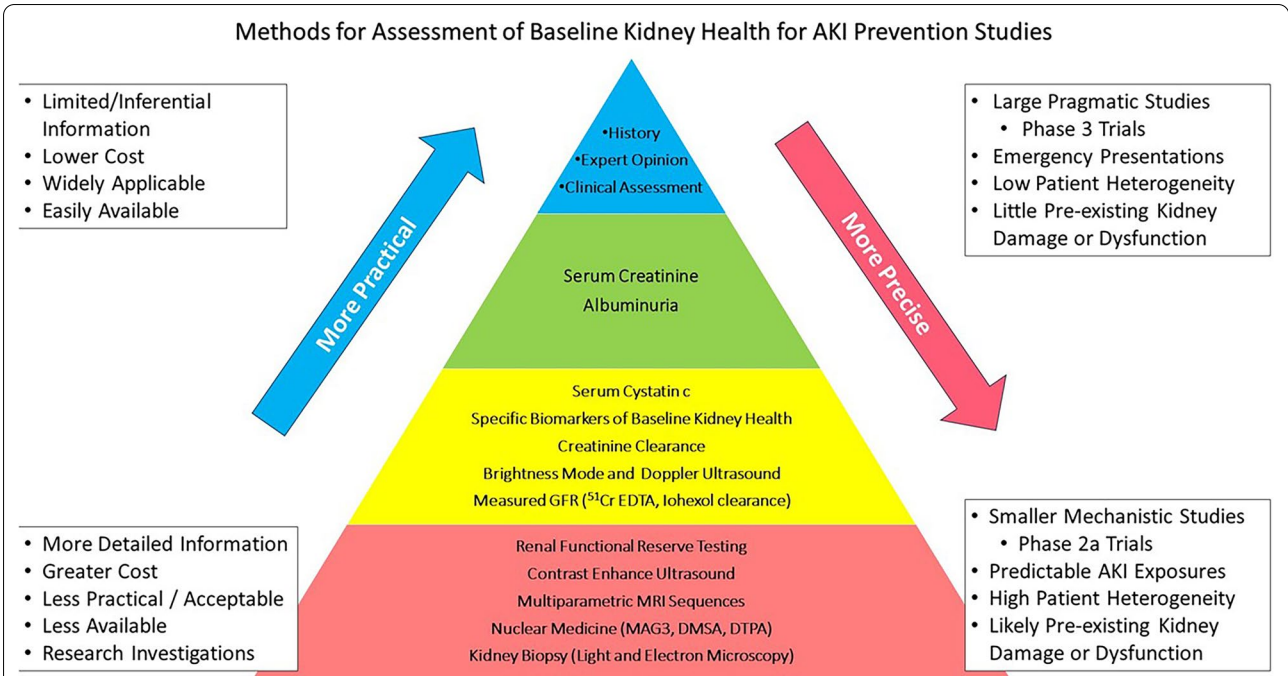 Methods for Assessment of Baseline Kidney Health for AKI Prevention Studies
• Limited/Inferential
Information
• Lower Cost
• Widely Applicable
• Easily Available
More Practical
•History
•Expert Opinion
•Clinical Assessment
Serum Creatinine
Albuminuria
Serum Cystatin c
Specific Biomarkers of Baseline Kidney Health
Creatinine Clearance
Brightness Mode and Doppler Ultrasound
Measured GFR (⁵¹Cr EDTA, Iohexol clearance)
Renal Functional Reserve Testing
Contrast Enhance Ultrasound
Multiparametric MRI Sequences
Nuclear Medicine (MAG3, DMSA, DTPA)
Kidney Biopsy (Light and Electron Microscopy)
More Precise
• Large Pragmatic Studies
• Phase 3 Trials
• Emergency Presentations
• Low Patient Heterogeneity
• Little Pre-existing Kidney
Damage or Dysfunction
• More Detailed Information
• Greater Cost
• Less Practical / Acceptable
• Less Available
• Research Investigations
• Smaller Mechanistic Studies
• Phase 2a Trials
• Predictable AKI Exposures
• High Patient Heterogeneity
• Likely Pre-existing Kidney
Damage or Dysfunction